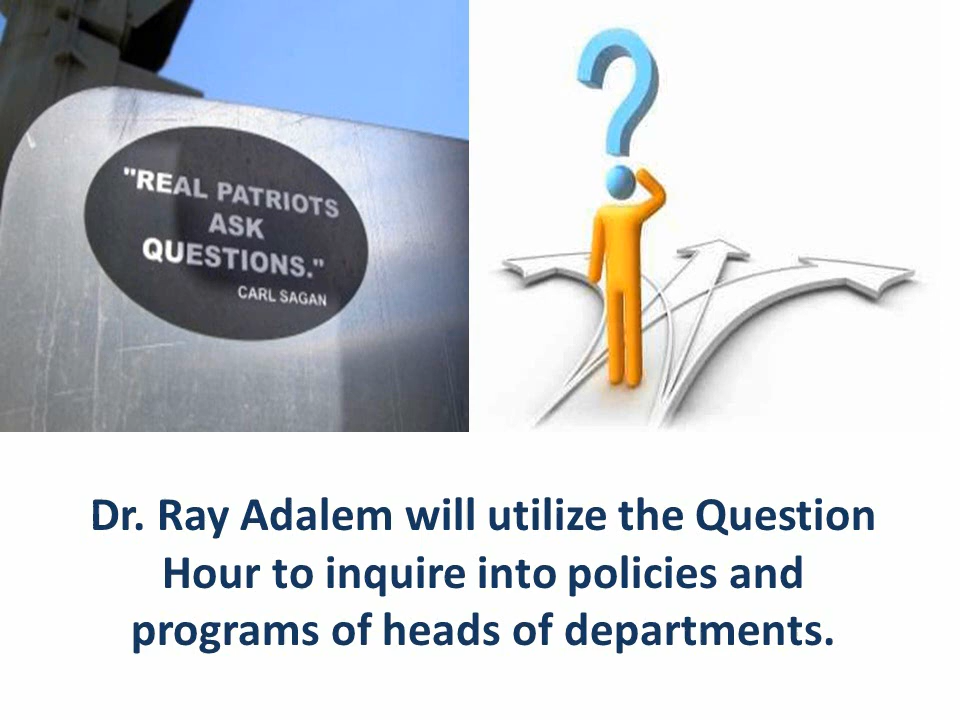 "REAL PATRIOTS
ASK
QUESTIONS."
CARL SAGAN
?
Dr. Ray Adalem will utilize the Question
Hour to inquire into policies and
programs of heads of departments.